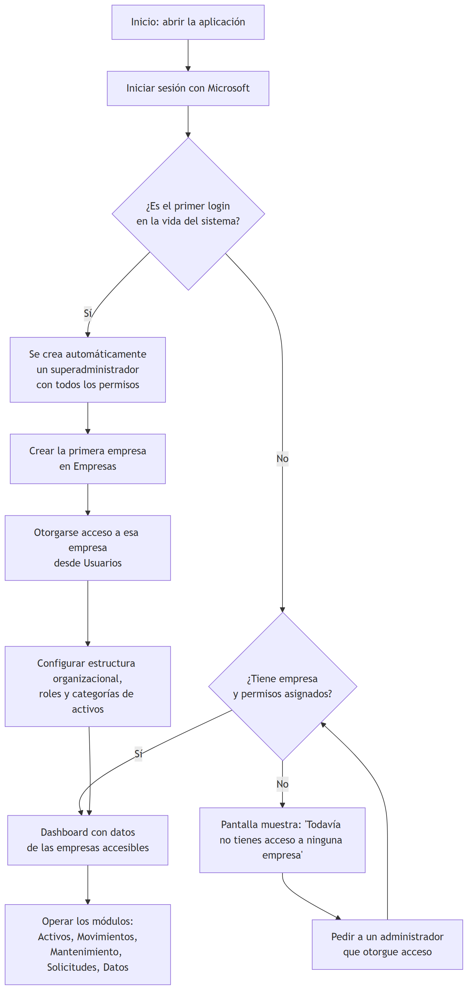 Inicio: abrir la aplicación
Iniciar sesión con Microsoft
¿Es el primer login
en la vida del sistema?
Sí
Se crea automáticamente
un superadministrador
con todos los permisos
Crear la primera empresa
en Empresas
No
Otorgarse acceso a esa
empresa
desde Usuarios
Configurar estructura
organizacional,
roles y categorías de
activos
¿Tiene empresa
y permisos asignados?
Sí
No
Dashboard con datos
de las empresas accesibles
Pantalla muestra: 'Todavía
no tienes acceso a ninguna
empresa'
Operar los módulos:
Activos, Movimientos,
Mantenimiento,
Solicitudes, Datos
Pedir a un administrador
que otorgue acceso